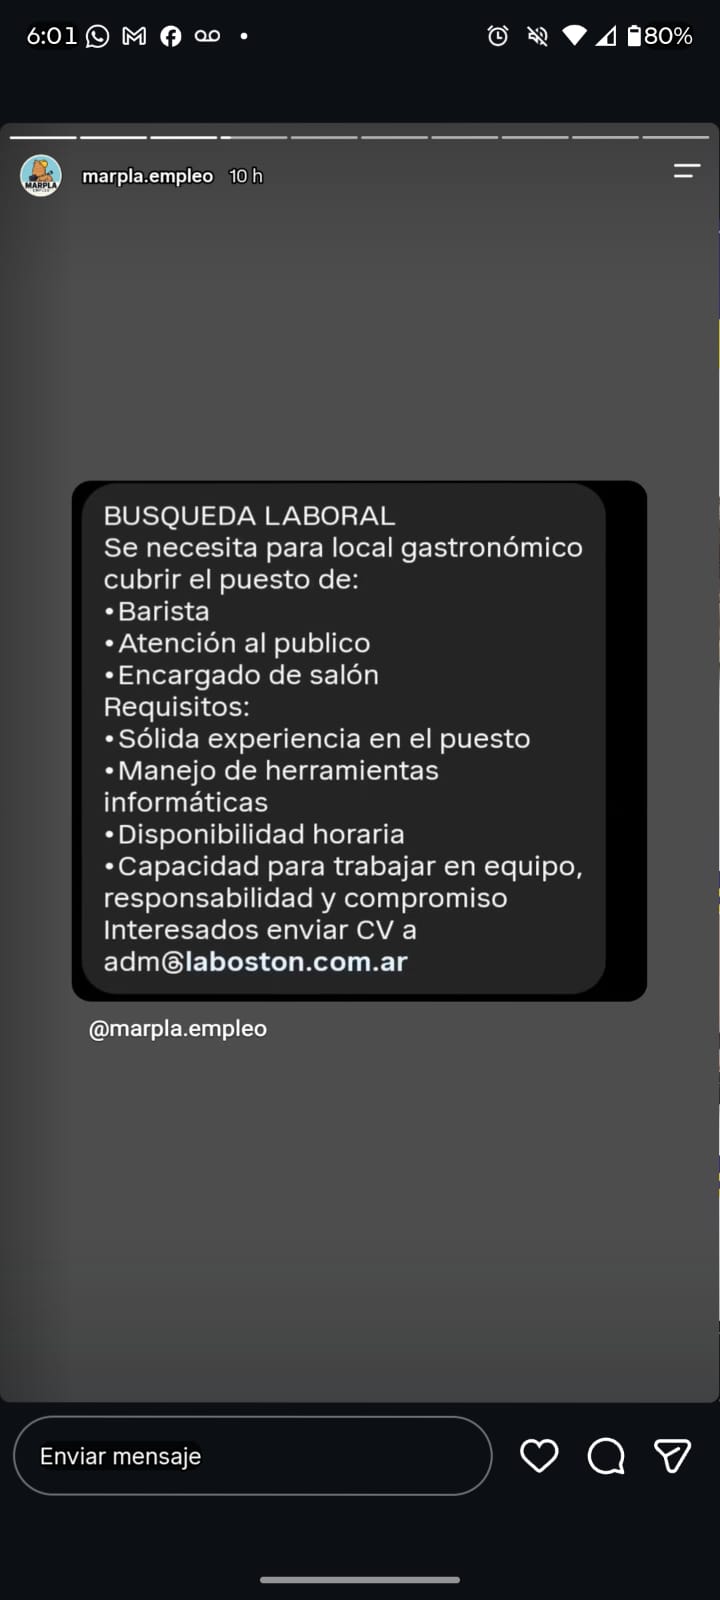 6:01
80%
MARPLA
marpla.empleo 10 h
BUSQUEDA LABORAL
Se necesita para local gastronómico
cubrir el puesto de:
•Barista
•Atención al publico
•Encargado de salón
Requisitos:
•Sólida experiencia en el puesto
•Manejo de herramientas
informáticas
•Disponibilidad horaria
•Capacidad para trabajar en equipo,
responsabilidad y compromiso
Interesados enviar CV a
adm@laboston.com.ar
@marpla.empleo
Enviar mensaje